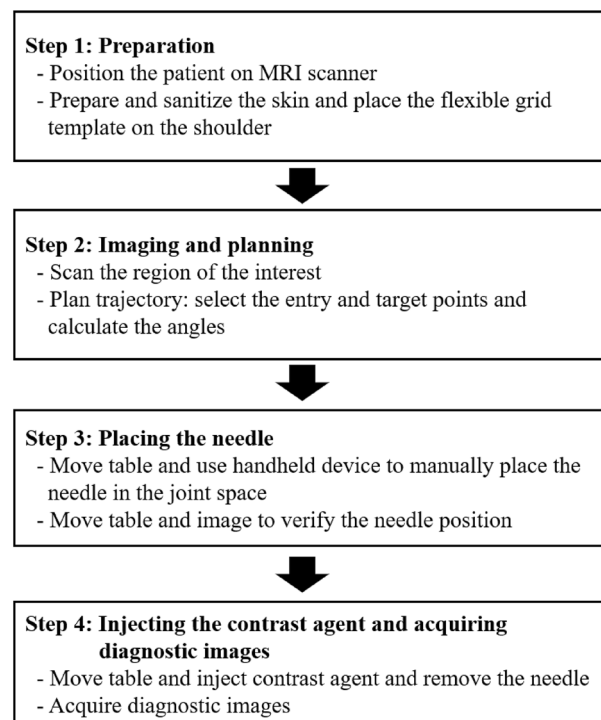 Step 1: Preparation
- Position the patient on MRI scanner
- Prepare and sanitize the skin and place the flexible grid
template on the shoulder
Step 2: Imaging and planning
- Scan the region of the interest
- Plan trajectory: select the entry and target points and
calculate the angles
Step 3: Placing the needle
- Move table and use handheld device to manually place the
needle in the joint space
- Move table and image to verify the needle position
Step 4: Injecting the contrast agent and acquiring
diagnostic images
- Move table and inject contrast agent and remove the needle
- Acquire diagnostic images